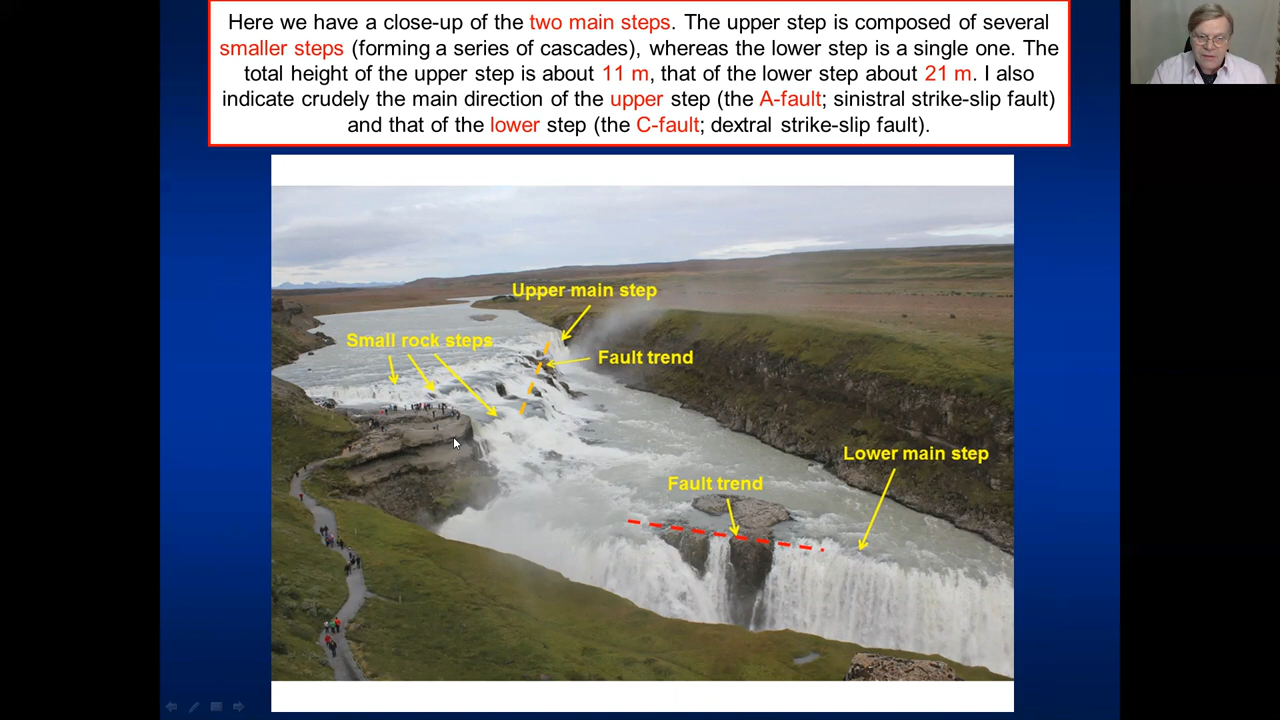 Here we have a close-up of the two main steps. The upper step is composed of several
smaller steps (forming a series of cascades), whereas the lower step is a single one. The
total height of the upper step is about 11 m, that of the lower step about 21 m. I also
indicate crudely the main direction of the upper step (the A-fault; sinistral strike-slip fault)
and that of the lower step (the C-fault; dextral strike-slip fault).
Upper main step
Small rock steps
Fault trend
Lower main step
Fault trend